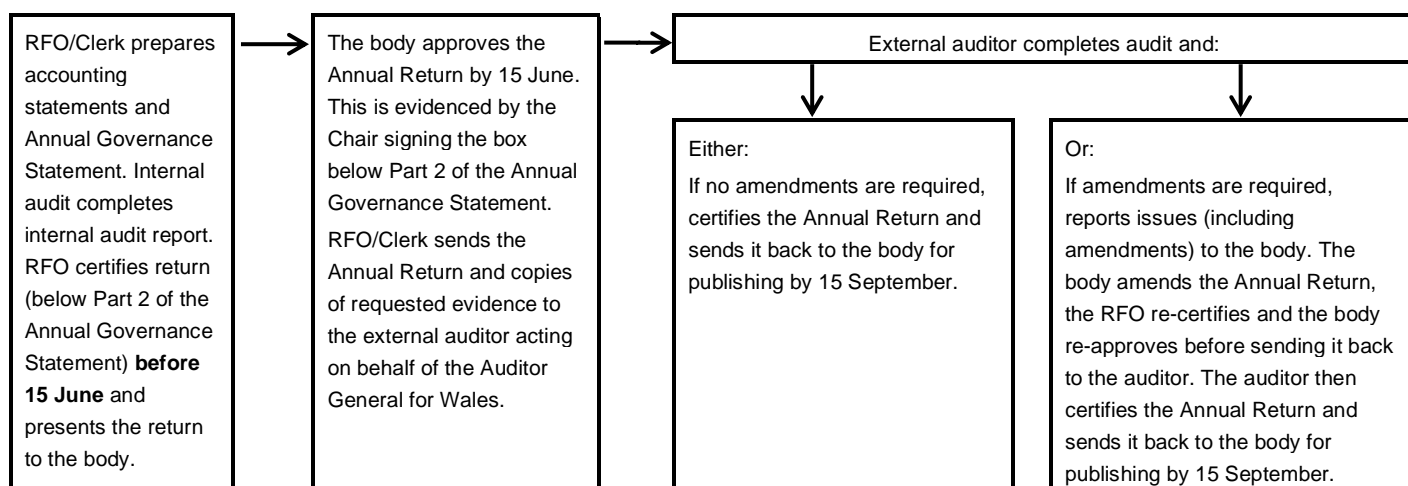 RFO/Clerk prepares
accounting
statements and
Annual Governance
Statement. Internal
audit completes
internal audit report.
RFO certifies return
(below Part 2 of the
Annual Governance
Statement) before
15 June and
presents the return
to the body.
The body approves the
Annual Return by 15 June.
This is evidenced by the
Chair signing the box
below Part 2 of the Annual
Governance Statement.
RFO/Clerk sends the
Annual Return and copies
of requested evidence to
the external auditor acting
on behalf of the Auditor
General for Wales.
External auditor completes audit and:
Either:
If no amendments are required,
certifies the Annual Return and
sends it back to the body for
publishing by 15 September.
Or:
If amendments are required,
reports issues (including
amendments) to the body. The
body amends the Annual Return,
the RFO re-certifies and the body
re-approves before sending it back
to the auditor. The auditor then
certifies the Annual Return and
sends it back to the body for
publishing by 15 September.